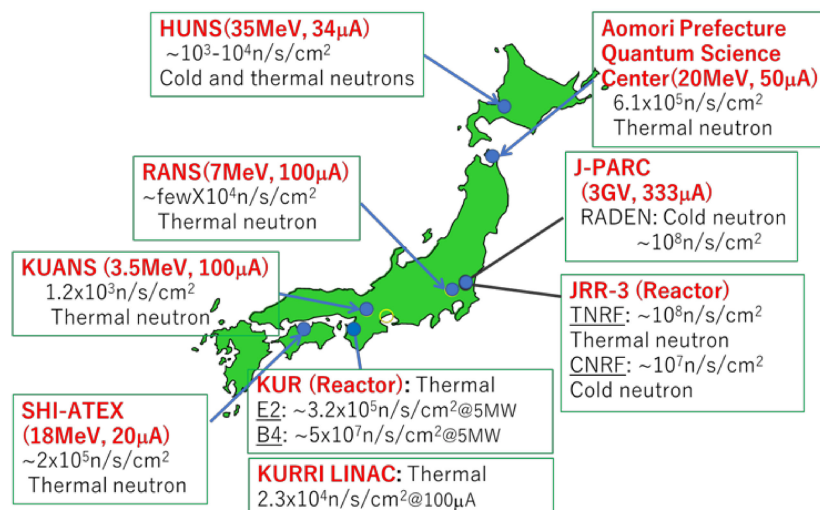 HUNS(35MeV, 34μA)
~10³-10⁴n/s/cm²
Cold and thermal neutrons
Aomori Prefecture
Quantum Science
Center(20MeV, 50μA)
6.1x10⁵n/s/cm²
Thermal neutron
RANS(7MeV, 100μA)
~fewX10⁴n/s/cm²
Thermal neutron
J-PARC
(3GV, 333μA)
RADEN: Cold neutron
~10⁸n/s/cm²
KUANS (3.5MeV, 100μA)
1.2x10³n/s/cm²
Thermal neutron
JRR-3 (Reactor)
TNRF: ~10⁸n/s/cm²
Thermal neutron
CNRF: ~10⁷n/s/cm²
Cold neutron
KUR (Reactor): Thermal
E2: ~3.2x10⁵n/s/cm²@5MW
B4: ~5x10⁷n/s/cm²@5MW
SHI-ATEX
(18MeV, 20μA)
~2x10⁵n/s/cm²
Thermal neutron
KURRI LINAC: Thermal
2.3x10⁴n/s/cm²@100μA